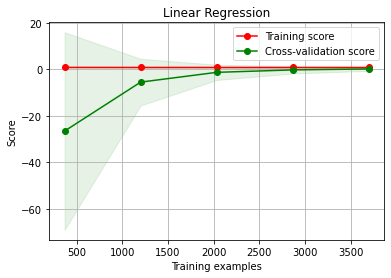 Linear Regression
Training score
Cross-validation score
Score
20
0
−20
−40
−60
500
1000
1500
2000
2500
3000
3500
Training examples